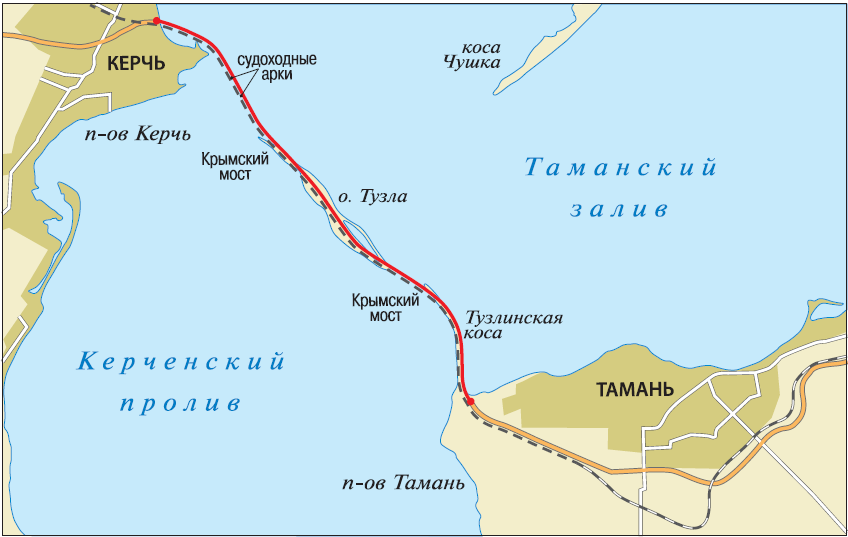 коса
Чушка
судоходные
арки
КЕРЧЬ
п-ов Керчь
Крымский
мост
Таманский
залив
о. Тузла
Крымский
мост
Тузлинская
коса
Керченский
пролив
ТАМАНЬ
п-ов Тамань